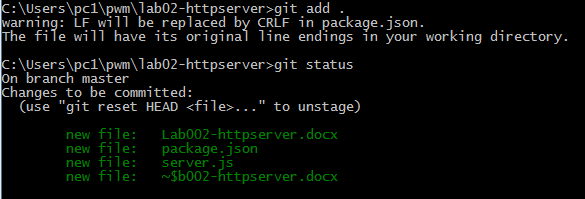 C:\Users\pc1\pwm\lab02-httpserver>git add .
warning: LF will be replaced by CRLF in package.json.
The file will have its original line endings in your working directory.
C:\Users\pc1\pwm\lab02-httpserver>git status
On branch master
Changes to be committed:
  (use "git reset HEAD <file>..." to unstage)
        new file:   Lab002-httpserver.docx
        new file:   package.json
        new file:   server.js
        new file:   ~$b002-httpserver.docx